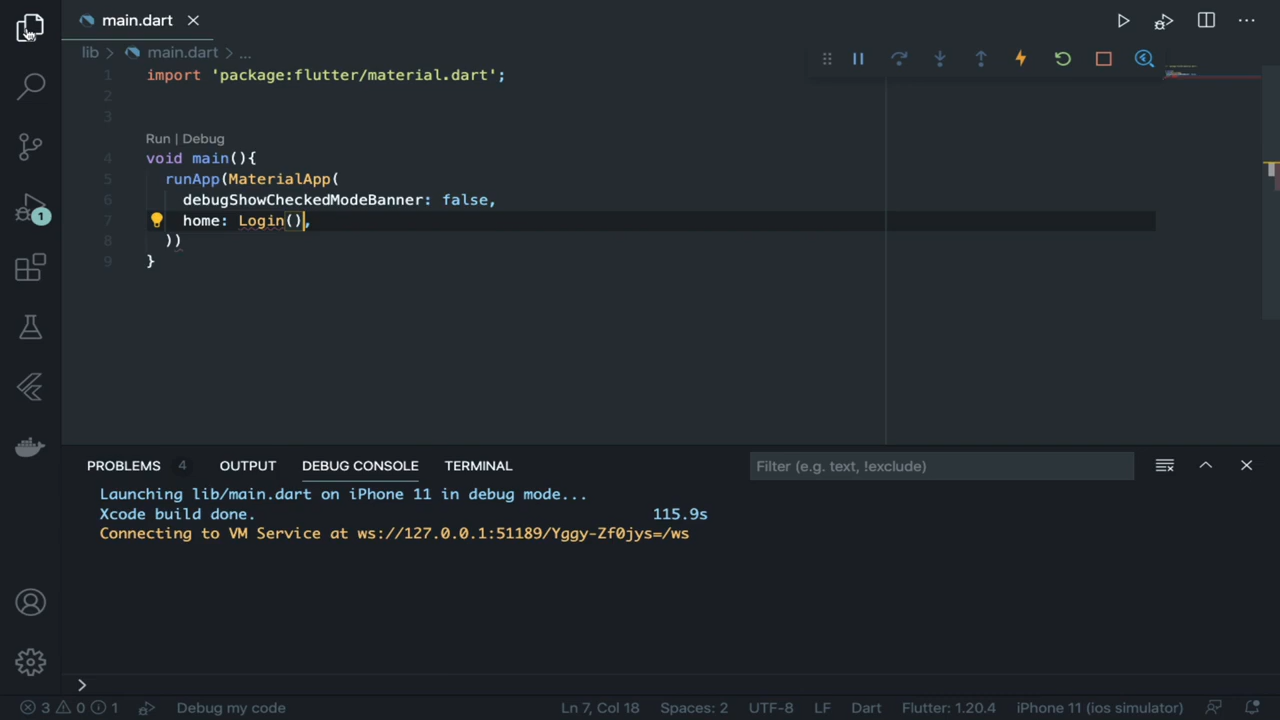 main.dart
lib > main.dart > ...
1 import 'package:flutter/material.dart';
2
3
Run | Debug
4 void main(){
5 runApp(MaterialApp(
6 debugShowCheckedModeBanner: false,
7 home: Login(),
8 ))
9 }
1
PROBLEMS 4 OUTPUT DEBUG CONSOLE TERMINAL Filter (e.g. text, !exclude)
Launching lib/main.dart on iPhone 11 in debug mode...
Xcode build done. 115.9s
Connecting to VM Service at ws://127.0.0.1:51189/Yggy-Zf0jys=/ws
>
3 0 1 Debug my code Ln 7, Col 18 Spaces: 2 UTF-8 LF Dart Flutter: 1.20.4 iPhone 11 (ios simulator)